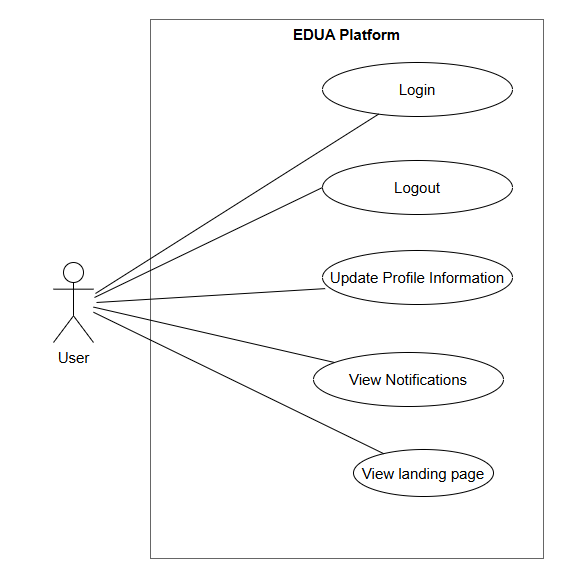 EDUA Platform
Login
Logout
Update Profile Information
View Notifications
User
View landing page